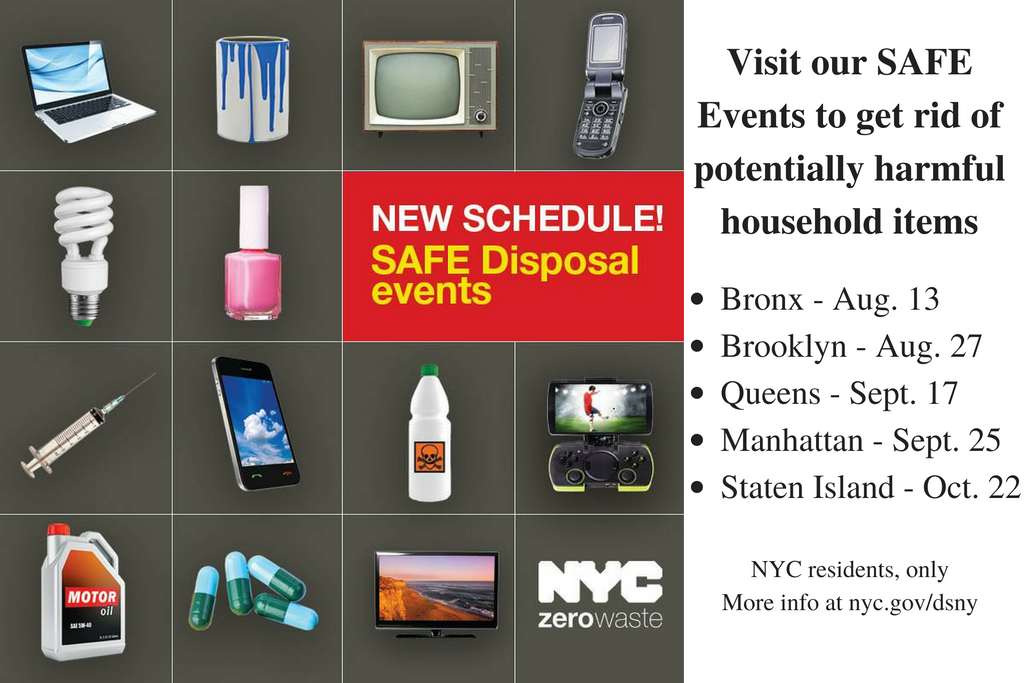 NEW SCHEDULE!
SAFE Disposal
events
MOTOR
oil
SAE 5W-40
NYC
zerowaste
Visit our SAFE
Events to get rid of
potentially harmful
household items
• Bronx - Aug. 13
• Brooklyn - Aug. 27
• Queens - Sept. 17
• Manhattan - Sept. 25
• Staten Island - Oct. 22
NYC residents, only
More info at nyc.gov/dsny